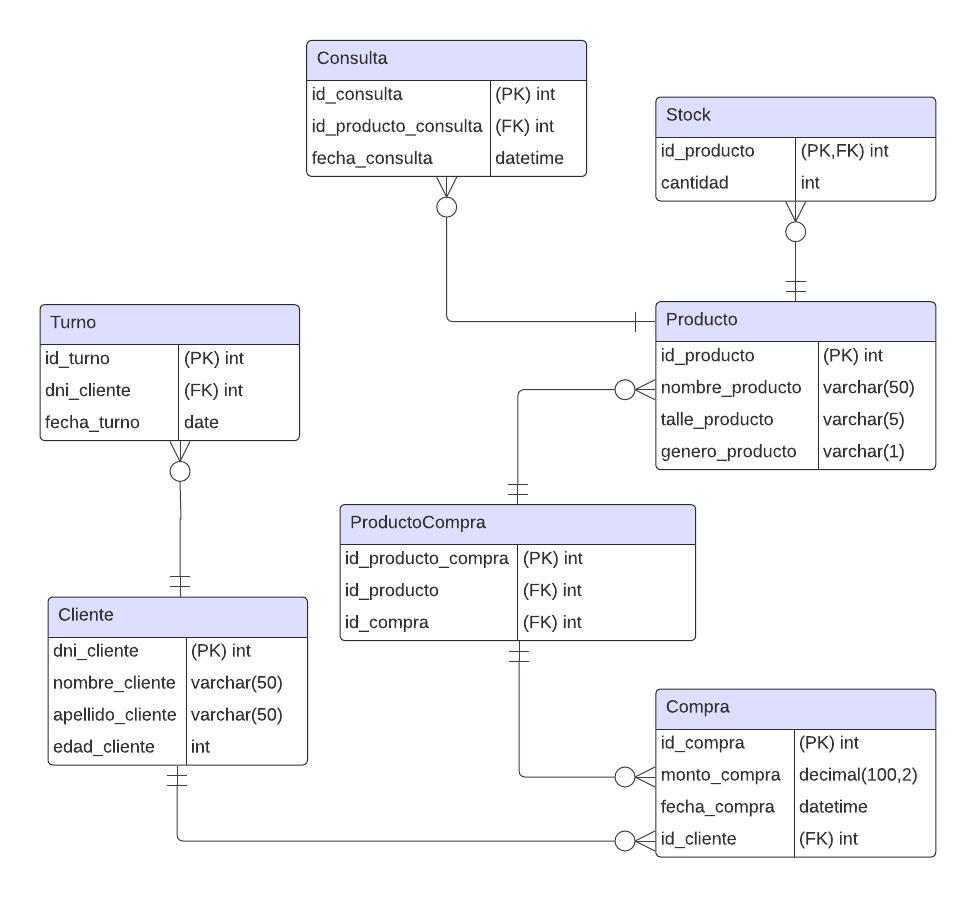 Consulta
id_consulta (PK) int
id_producto_consulta (FK) int
fecha_consulta datetime
Stock
id_producto (PK,FK) int
cantidad int
Turno
id_turno (PK) int
dni_cliente (FK) int
fecha_turno date
Producto
id_producto (PK) int
nombre_producto varchar(50)
talle_producto varchar(5)
genero_producto varchar(1)
ProductoCompra
id_producto_compra (PK) int
id_producto (FK) int
id_compra (FK) int
Cliente
dni_cliente (PK) int
nombre_cliente varchar(50)
apellido_cliente varchar(50)
edad_cliente int
Compra
id_compra (PK) int
monto_compra decimal(100,2)
fecha_compra datetime
id_cliente (FK) int